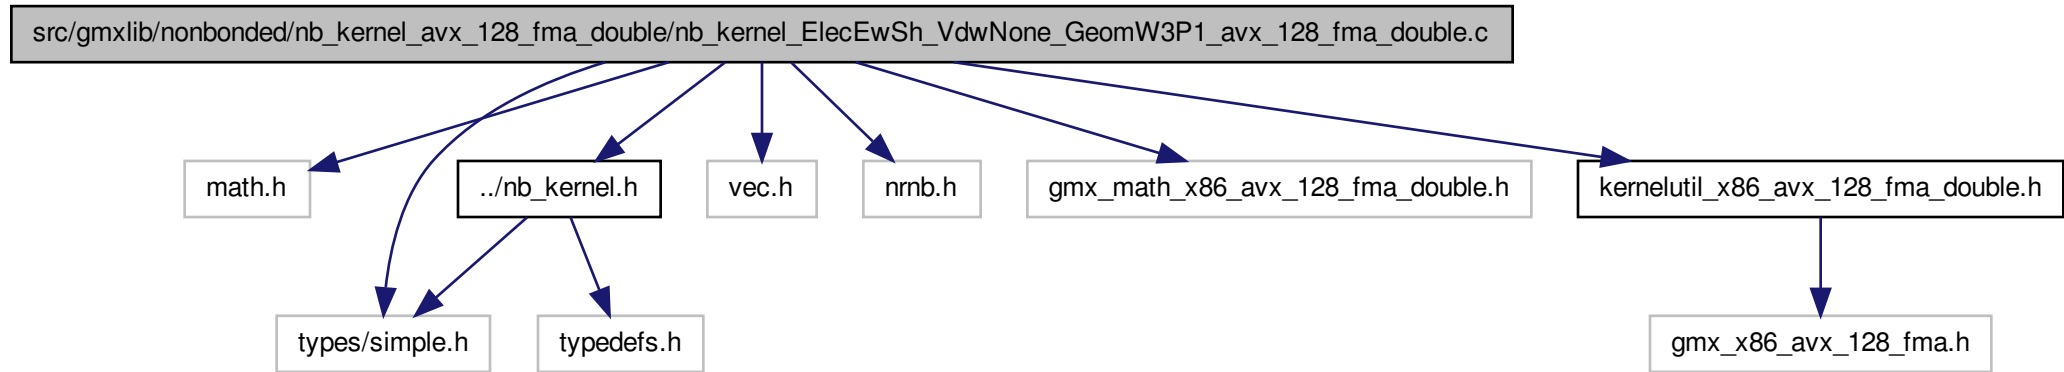 src/gmxlib/nonbonded/nb_kernel_avx_128_fma_double/nb_kernel_ElecEwSh_VdwNone_GeomW3P1_avx_128_fma_double.c
math.h
../nb_kernel.h
vec.h
nrnb.h
gmx_math_x86_avx_128_fma_double.h
kernelutil_x86_avx_128_fma_double.h
types/simple.h
typedefs.h
gmx_x86_avx_128_fma.h